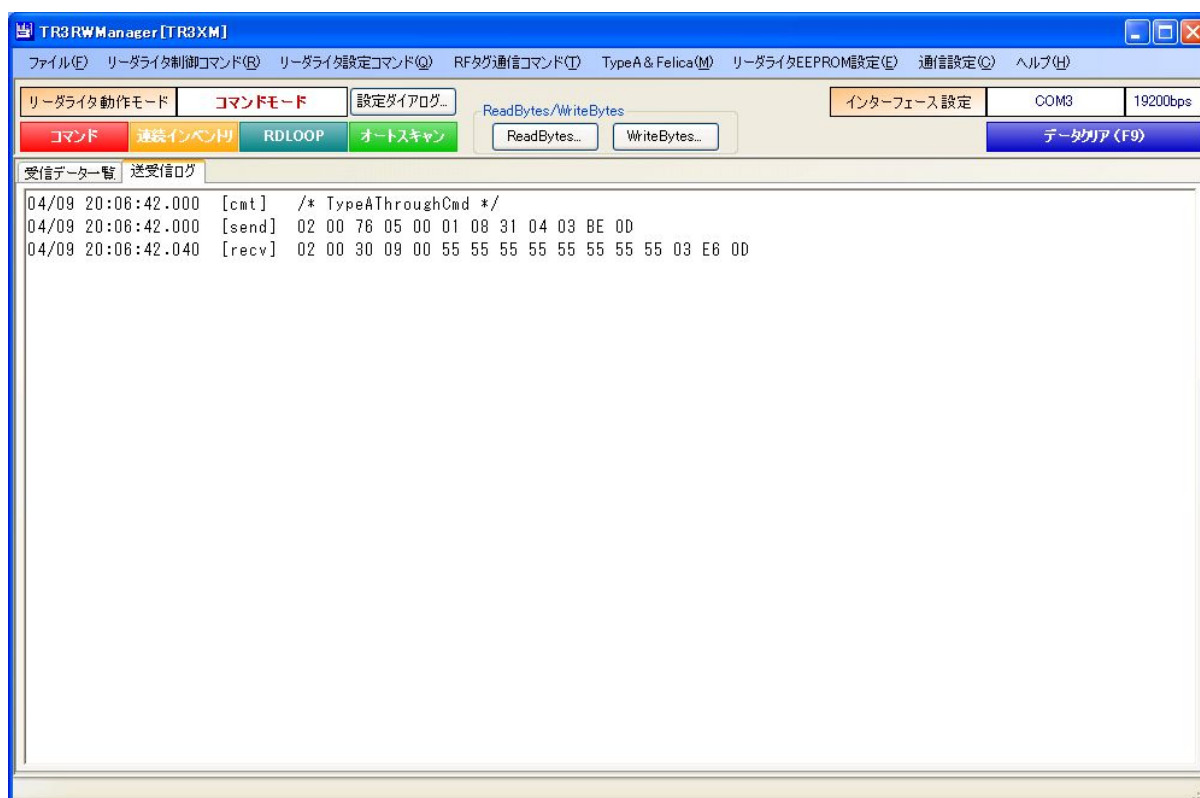 TR3RWManager[TR3XM]
ファイル(F) リーダライタ制御コマンド(R) リーダライタ設定コマンド(Q) RFタグ通信コマンド(T) TypeA & Felica(M) リーダライタEEPROM設定(E) 通信設定(C) ヘルプ(H)
リーダライタ動作モード コマンドモード 設定ダイアログ... インターフェース設定 COM3 19200bps
ReadBytes/WriteBytes
コマンド 連続インベントリ RDLOOP オートスキャン ReadBytes... WriteBytes... データクリア(F9)
受信データ一覧 送受信ログ
04/09 20:06:42.000 [cmt] /* TypeAThroughCmd */
04/09 20:06:42.000 [send] 02 00 76 05 00 01 08 31 04 03 BE 0D
04/09 20:06:42.040 [recv] 02 00 30 09 00 55 55 55 55 55 55 55 55 03 E6 0D